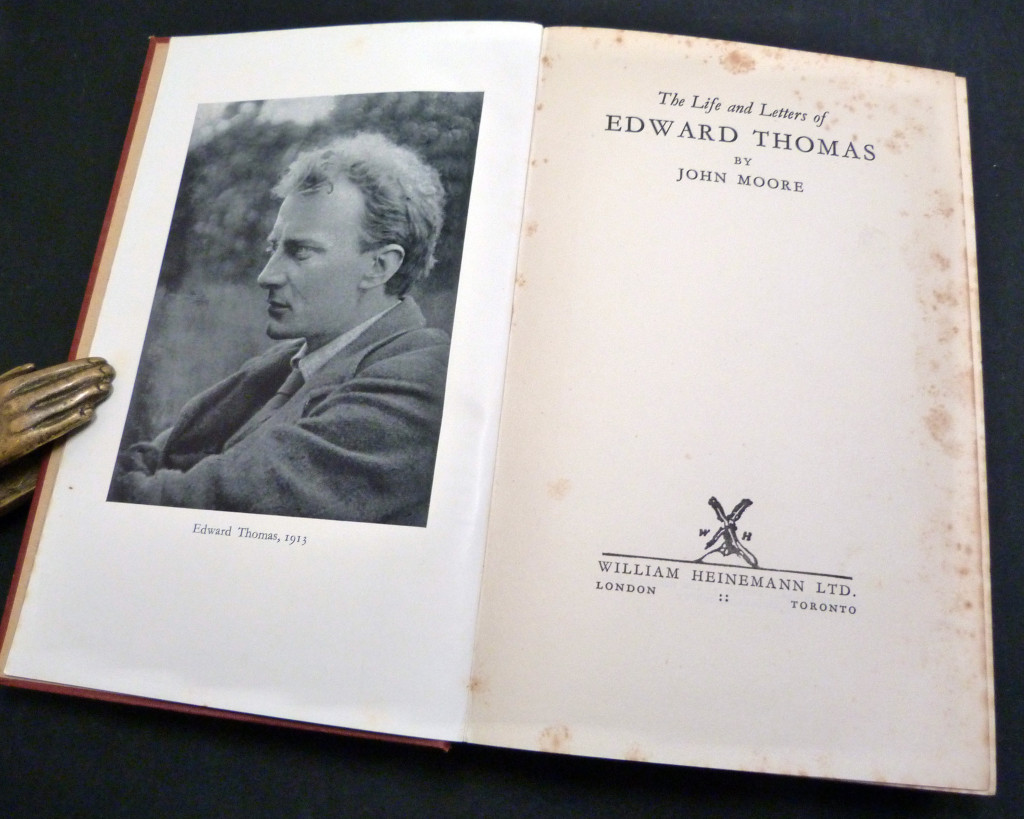 Edward Thomas, 1913
The Life and Letters of
EDWARD THOMAS
BY
JOHN MOORE
W H
WILLIAM HEINEMANN LTD.
LONDON :: TORONTO